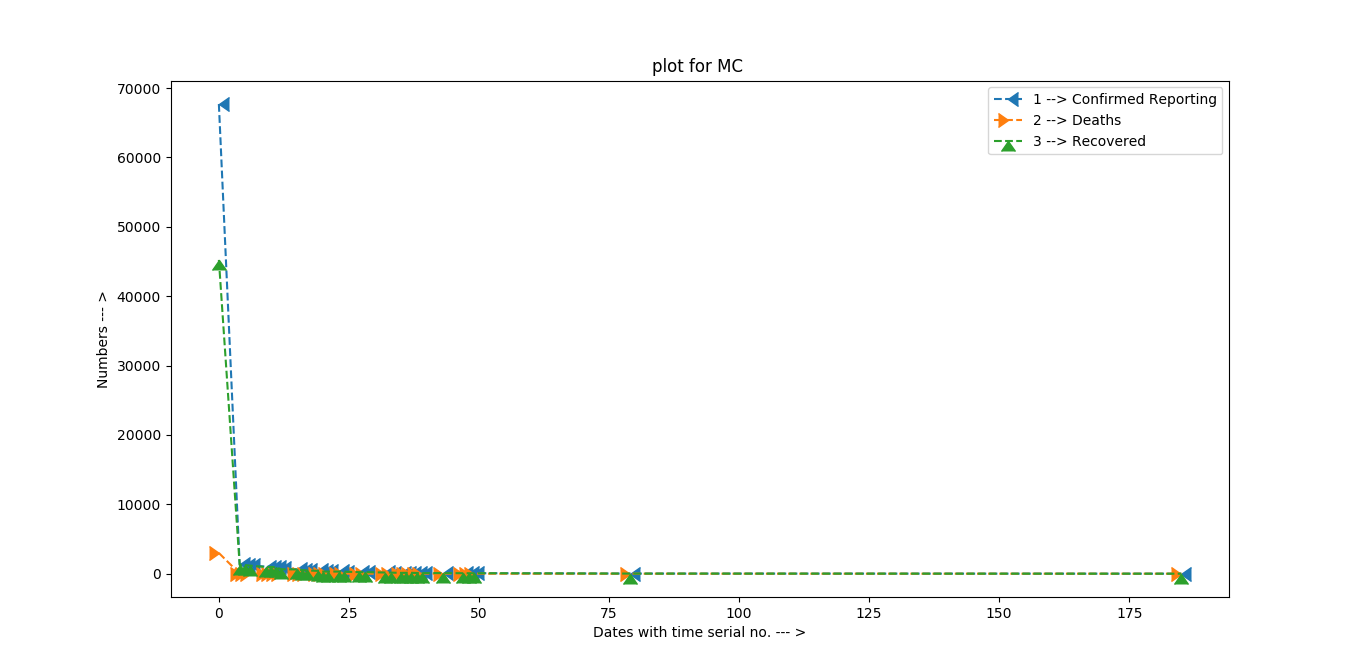 plot for MC
1 --> Confirmed Reporting
2 --> Deaths
3 --> Recovered
Numbers --- >
70000
60000
50000
40000
30000
20000
10000
0
0 25 50 75 100 125 150 175
Dates with time serial no. --- >